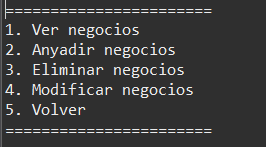 =======================
1. Ver negocios
2. Anyadir negocios
3. Eliminar negocios
4. Modificar negocios
5. Volver
=======================